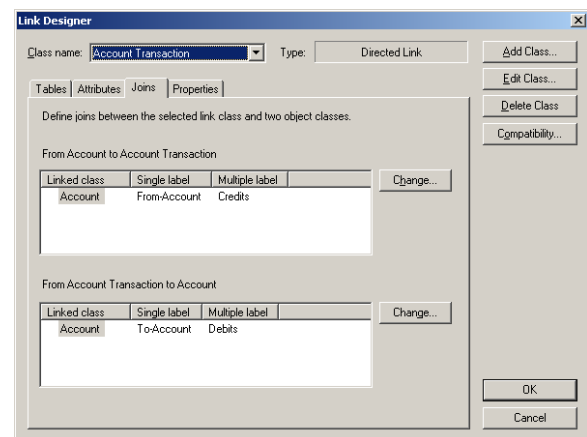 Link Designer
Class name: Account Transaction Type: Directed Link
Add Class...
Edit Class...
Delete Class
Compatibility...
Tables Attributes Joins Properties
Define joins between the selected link class and two object classes.
From Account to Account Transaction
Linked class Single label Multiple label
Account From-Account Credits
Change...
From Account Transaction to Account
Linked class Single label Multiple label
Account To-Account Debits
Change...
OK
Cancel